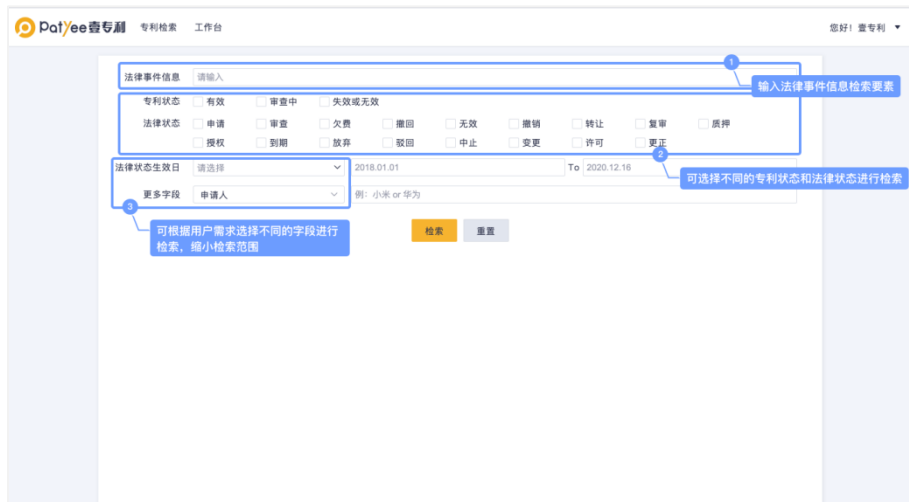 Patyee壹专利 专利检索 工作台 您好！壹专利
1
法律事件信息 请输入
输入法律事件信息检索要素
专利状态 有效 审查中 失效或无效
法律状态 申请 审查 欠费 撤回 无效 撤销 转让 复审 质押
授权 到期 放弃 驳回 中止 变更 许可 更正
2
法律状态生效日 请选择 2018.01.01 To 2020.12.16
可选择不同的专利状态和法律状态进行检索
更多字段 申请人 例：小米 or 华为
3
可根据用户需求选择不同的字段进行
检索，缩小检索范围
检索 重置